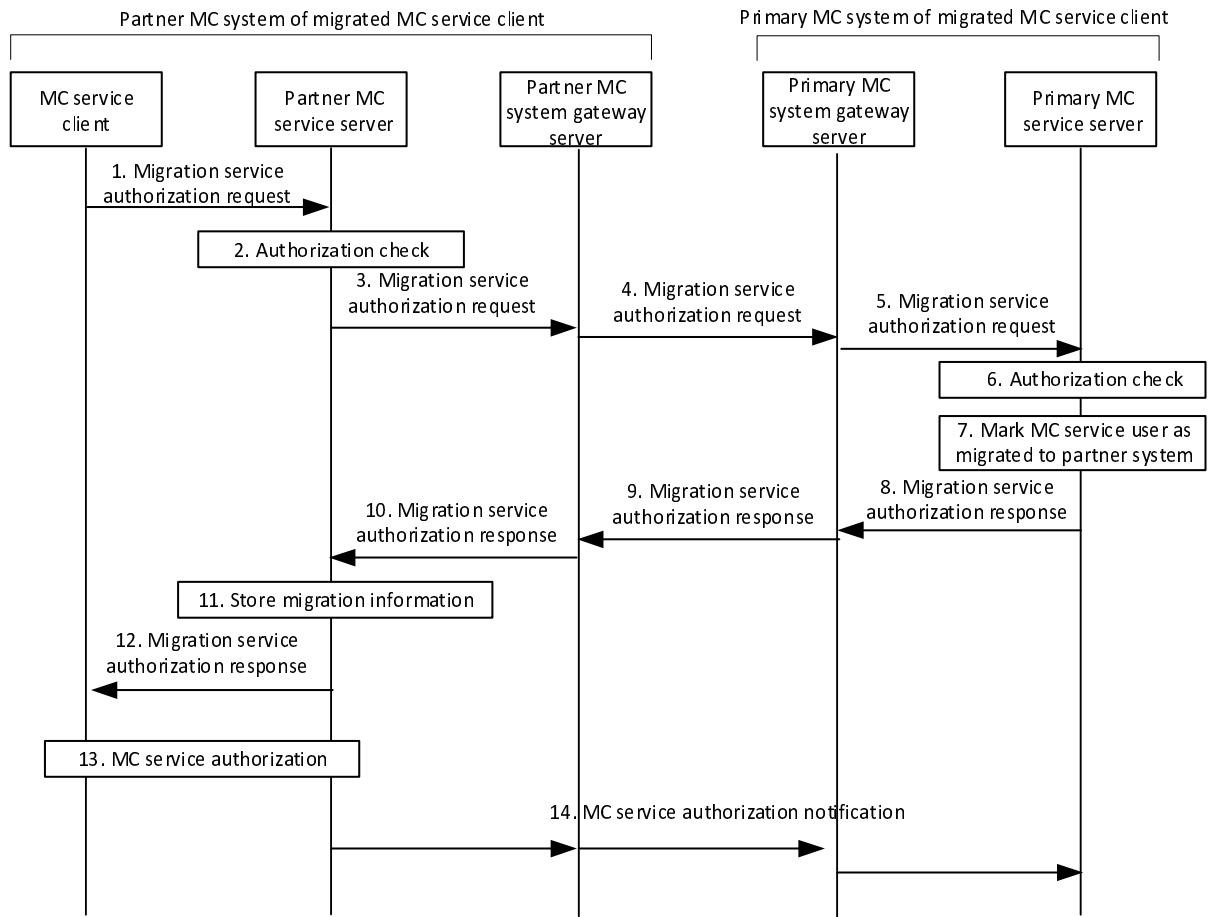 Partner MC system of migrated MC service client
Primary MC system of migrated MC service client
MC service
client
Partner MC
service server
Partner MC
system gateway
server
Primary MC
system gateway
server
Primary MC
service server
1. Migration service
authorization request
2. Authorization check
3. Migration service
authorization request
4. Migration service
authorization request
5. Migration service
authorization request
6. Authorization check
7. Mark MC service user as
migrated to partner system
8. Migration service
authorization response
9. Migration service
authorization response
10. Migration service
authorization response
11. Store migration information
12. Migration service
authorization response
13. MC service authorization
14. MC service authorization notification